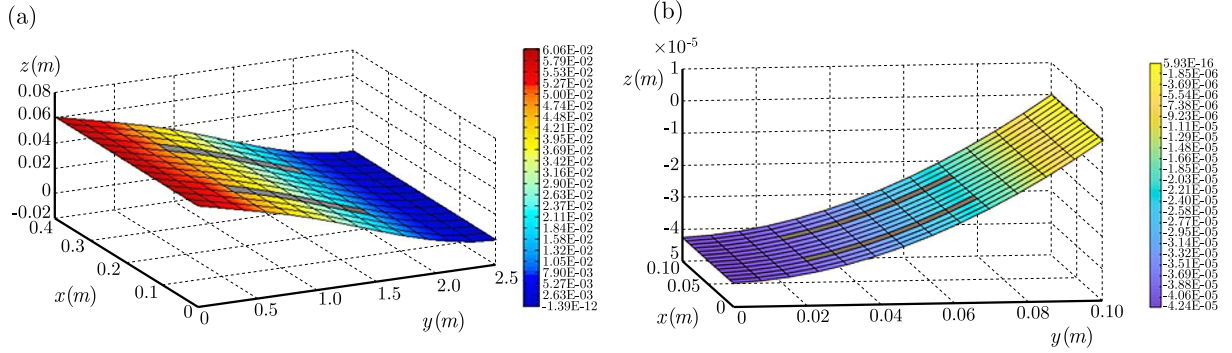 (a)
z(m)
0.08
0.06
0.04
0.02
0
-0.02
0.4
0.3
0.2
0.1
0
x(m)
0
0.5
1.0
1.5
2.0
2.5
y(m)
6.06E-02
5.79E-02
5.53E-02
5.27E-02
5.00E-02
4.74E-02
4.48E-02
4.21E-02
3.95E-02
3.69E-02
3.42E-02
3.16E-02
2.90E-02
2.63E-02
2.37E-02
2.11E-02
1.84E-02
1.58E-02
1.32E-02
1.05E-02
7.90E-03
5.27E-03
2.63E-03
-1.39E-12
(b)
×10⁻⁵
z(m)
1
0
-1
-2
-3
-4
5
0.10
0.05
0
x(m)
0
0.02
0.04
0.06
0.08
0.10
y(m)
5.93E-16
-1.85E-06
-3.69E-06
-5.54E-06
-7.38E-06
-9.23E-06
-1.11E-05
-1.29E-05
-1.48E-05
-1.66E-05
-1.85E-05
-2.03E-05
-2.21E-05
-2.40E-05
-2.58E-05
-2.77E-05
-2.95E-05
-3.14E-05
-3.32E-05
-3.51E-05
-3.69E-05
-3.88E-05
-4.06E-05
-4.24E-05